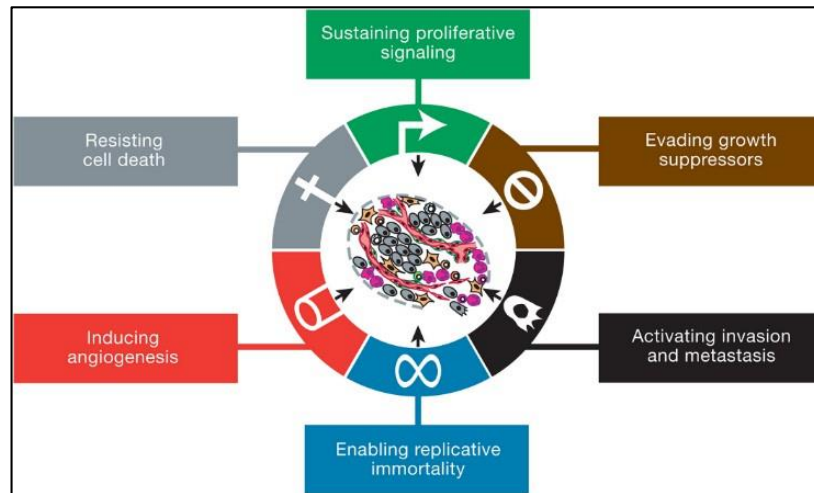 Sustaining proliferative
signaling
Resisting
cell death
Evading growth
suppressors
Inducing
angiogenesis
Activating invasion
and metastasis
Enabling replicative
immortality